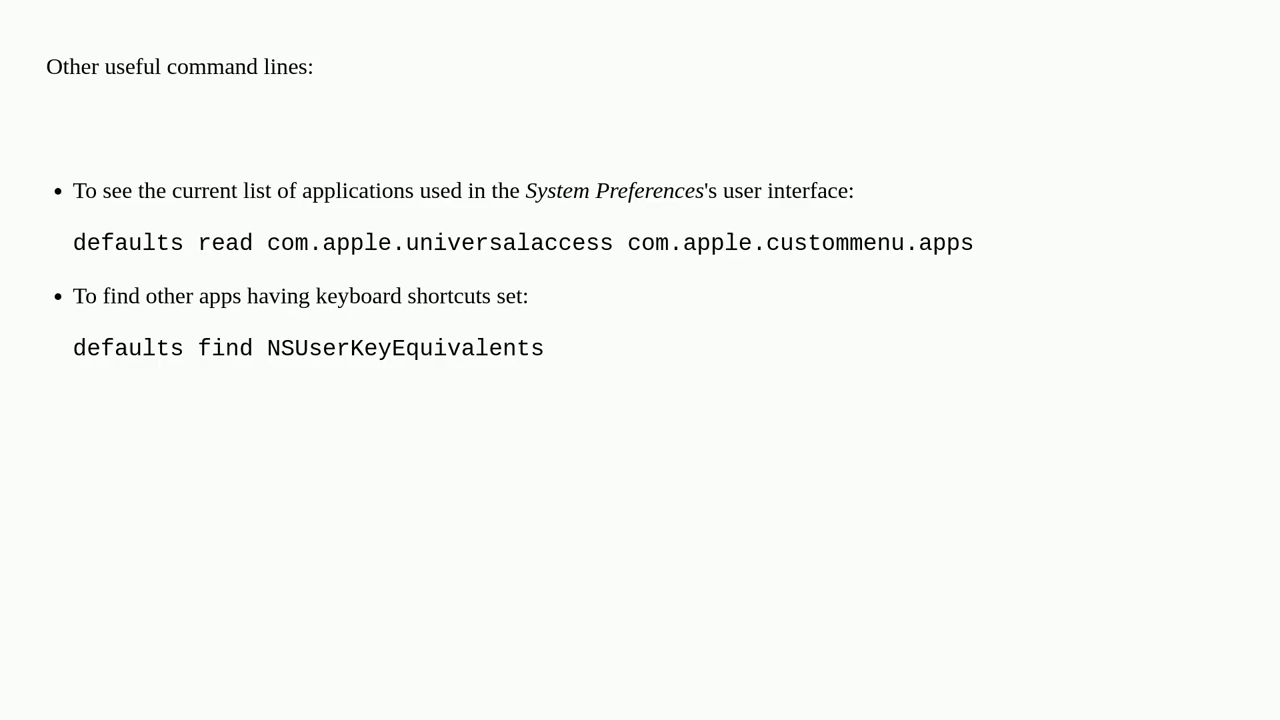 Other useful command lines:
• To see the current list of applications used in the System Preferences's user interface:
defaults read com.apple.universalaccess com.apple.custommenu.apps
• To find other apps having keyboard shortcuts set:
defaults find NSUserKeyEquivalents